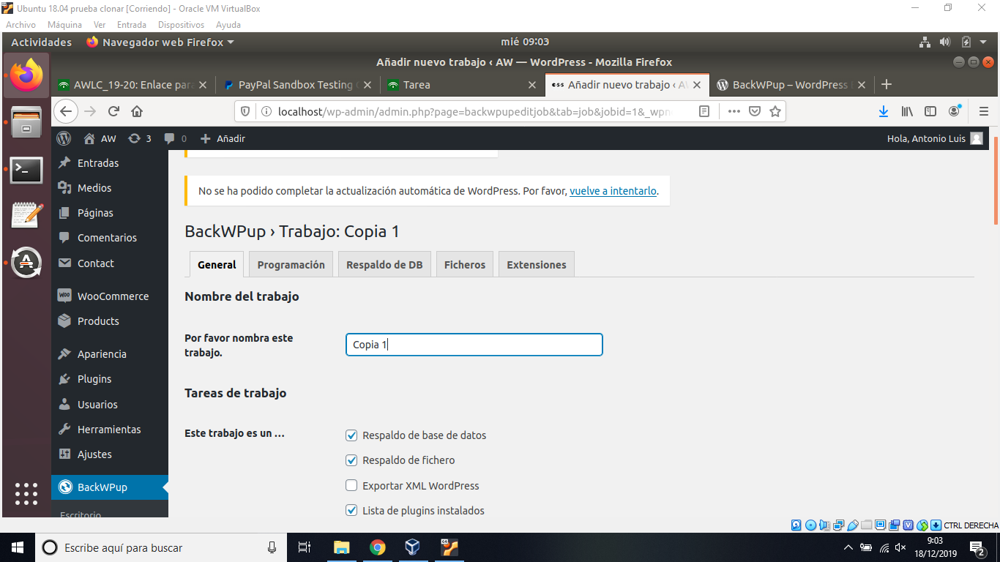 Ubuntu 18.04 prueba clonar [Corriendo] - Oracle VM VirtualBox
Archivo Máquina Ver Entrada Dispositivos Ayuda
Actividades Navegador web Firefox mié 09:03
Añadir nuevo trabajo ‹ AW — WordPress - Mozilla Firefox
AWLC_19-20: Enlace para PayPal Sandbox Testing Tarea Añadir nuevo trabajo ‹ AW BackWPup – WordPress
localhost/wp-admin/admin.php?page=backwpupeditjob&tab=job&jobid=1&_wpn
AW 3 0 Añadir Hola, Antonio Luis
Entradas
Medios
Páginas
Comentarios
Contact
WooCommerce
Products
Apariencia
Plugins
Usuarios
Herramientas
Ajustes
BackWPup
Escritorio
No se ha podido completar la actualización automática de WordPress. Por favor, vuelve a intentarlo.
BackWPup › Trabajo: Copia 1
General Programación Respaldo de DB Ficheros Extensiones
Nombre del trabajo
Por favor nombra este
trabajo.
Copia 1
Tareas de trabajo
Este trabajo es un …
Respaldo de base de datos
Respaldo de fichero
Exportar XML WordPress
Lista de plugins instalados
CTRL DERECHA
Escribe aquí para buscar
9:03
18/12/2019
2